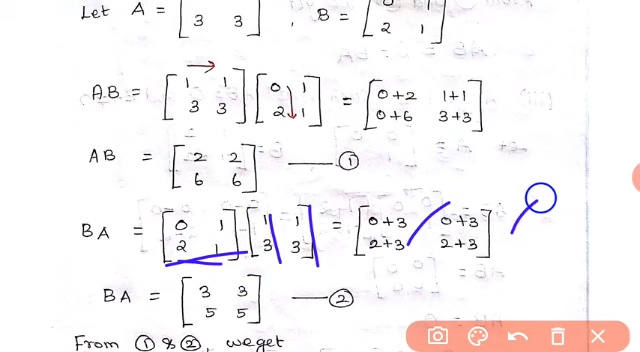 Let A = [ 3 3 ] , B = [ 0 1 2 1 ]
AB = [ 1 1 3 3 ] [ 0 1 2 1 ] = [ 0+2 1+1 0+6 3+3 ]
AB = [ 2 2 6 6 ] —— ①
BA = [ 0 1 2 1 ] [ 1 1 3 3 ] = [ 0+3 0+3 2+3 2+3 ]
BA = [ 3 3 5 5 ] —— ②
From ① & ②, we get